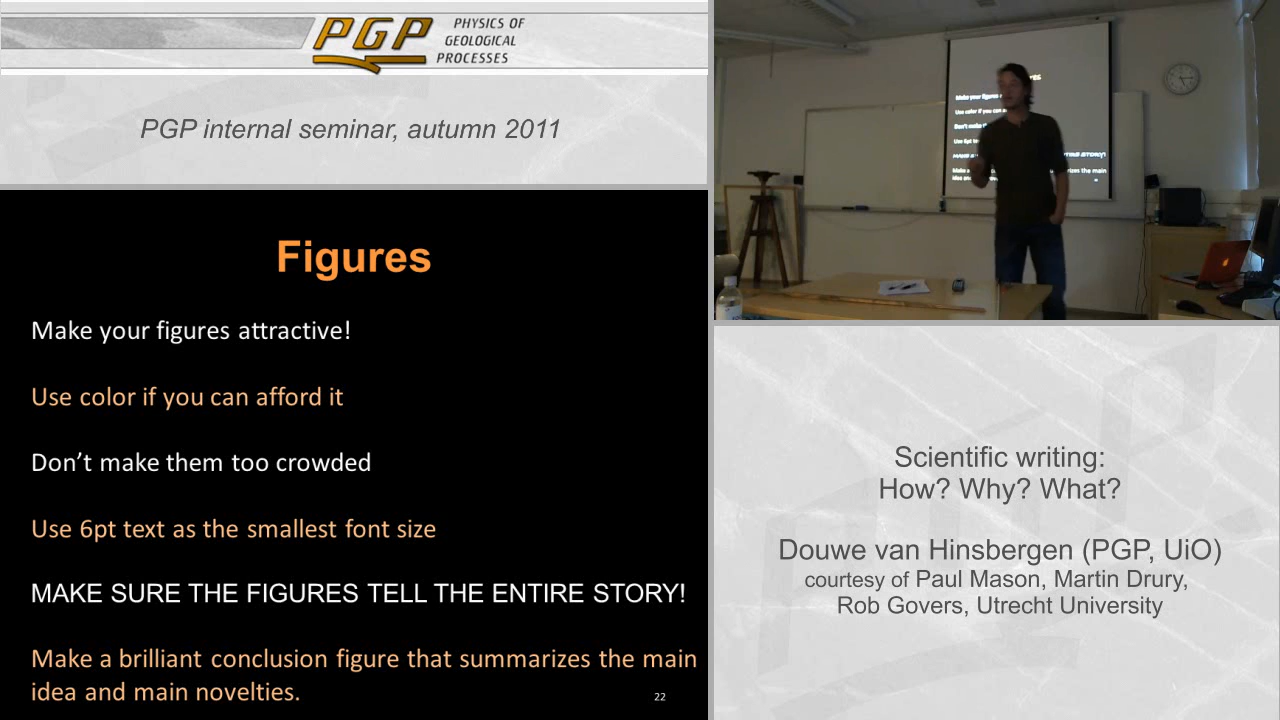 PGP
PHYSICS OF
GEOLOGICAL
PROCESSES
PGP internal seminar, autumn 2011
Figures
Make your figures attractive!
Use color if you can afford it
Don't make them too crowded
Use 6pt text as the smallest font size
MAKE SURE THE FIGURES TELL THE ENTIRE STORY!
Make a brilliant conclusion figure that summarizes the main
idea and main novelties.
22
Scientific writing:
How? Why? What?
Douwe van Hinsbergen (PGP, UiO)
courtesy of Paul Mason, Martin Drury,
Rob Govers, Utrecht University